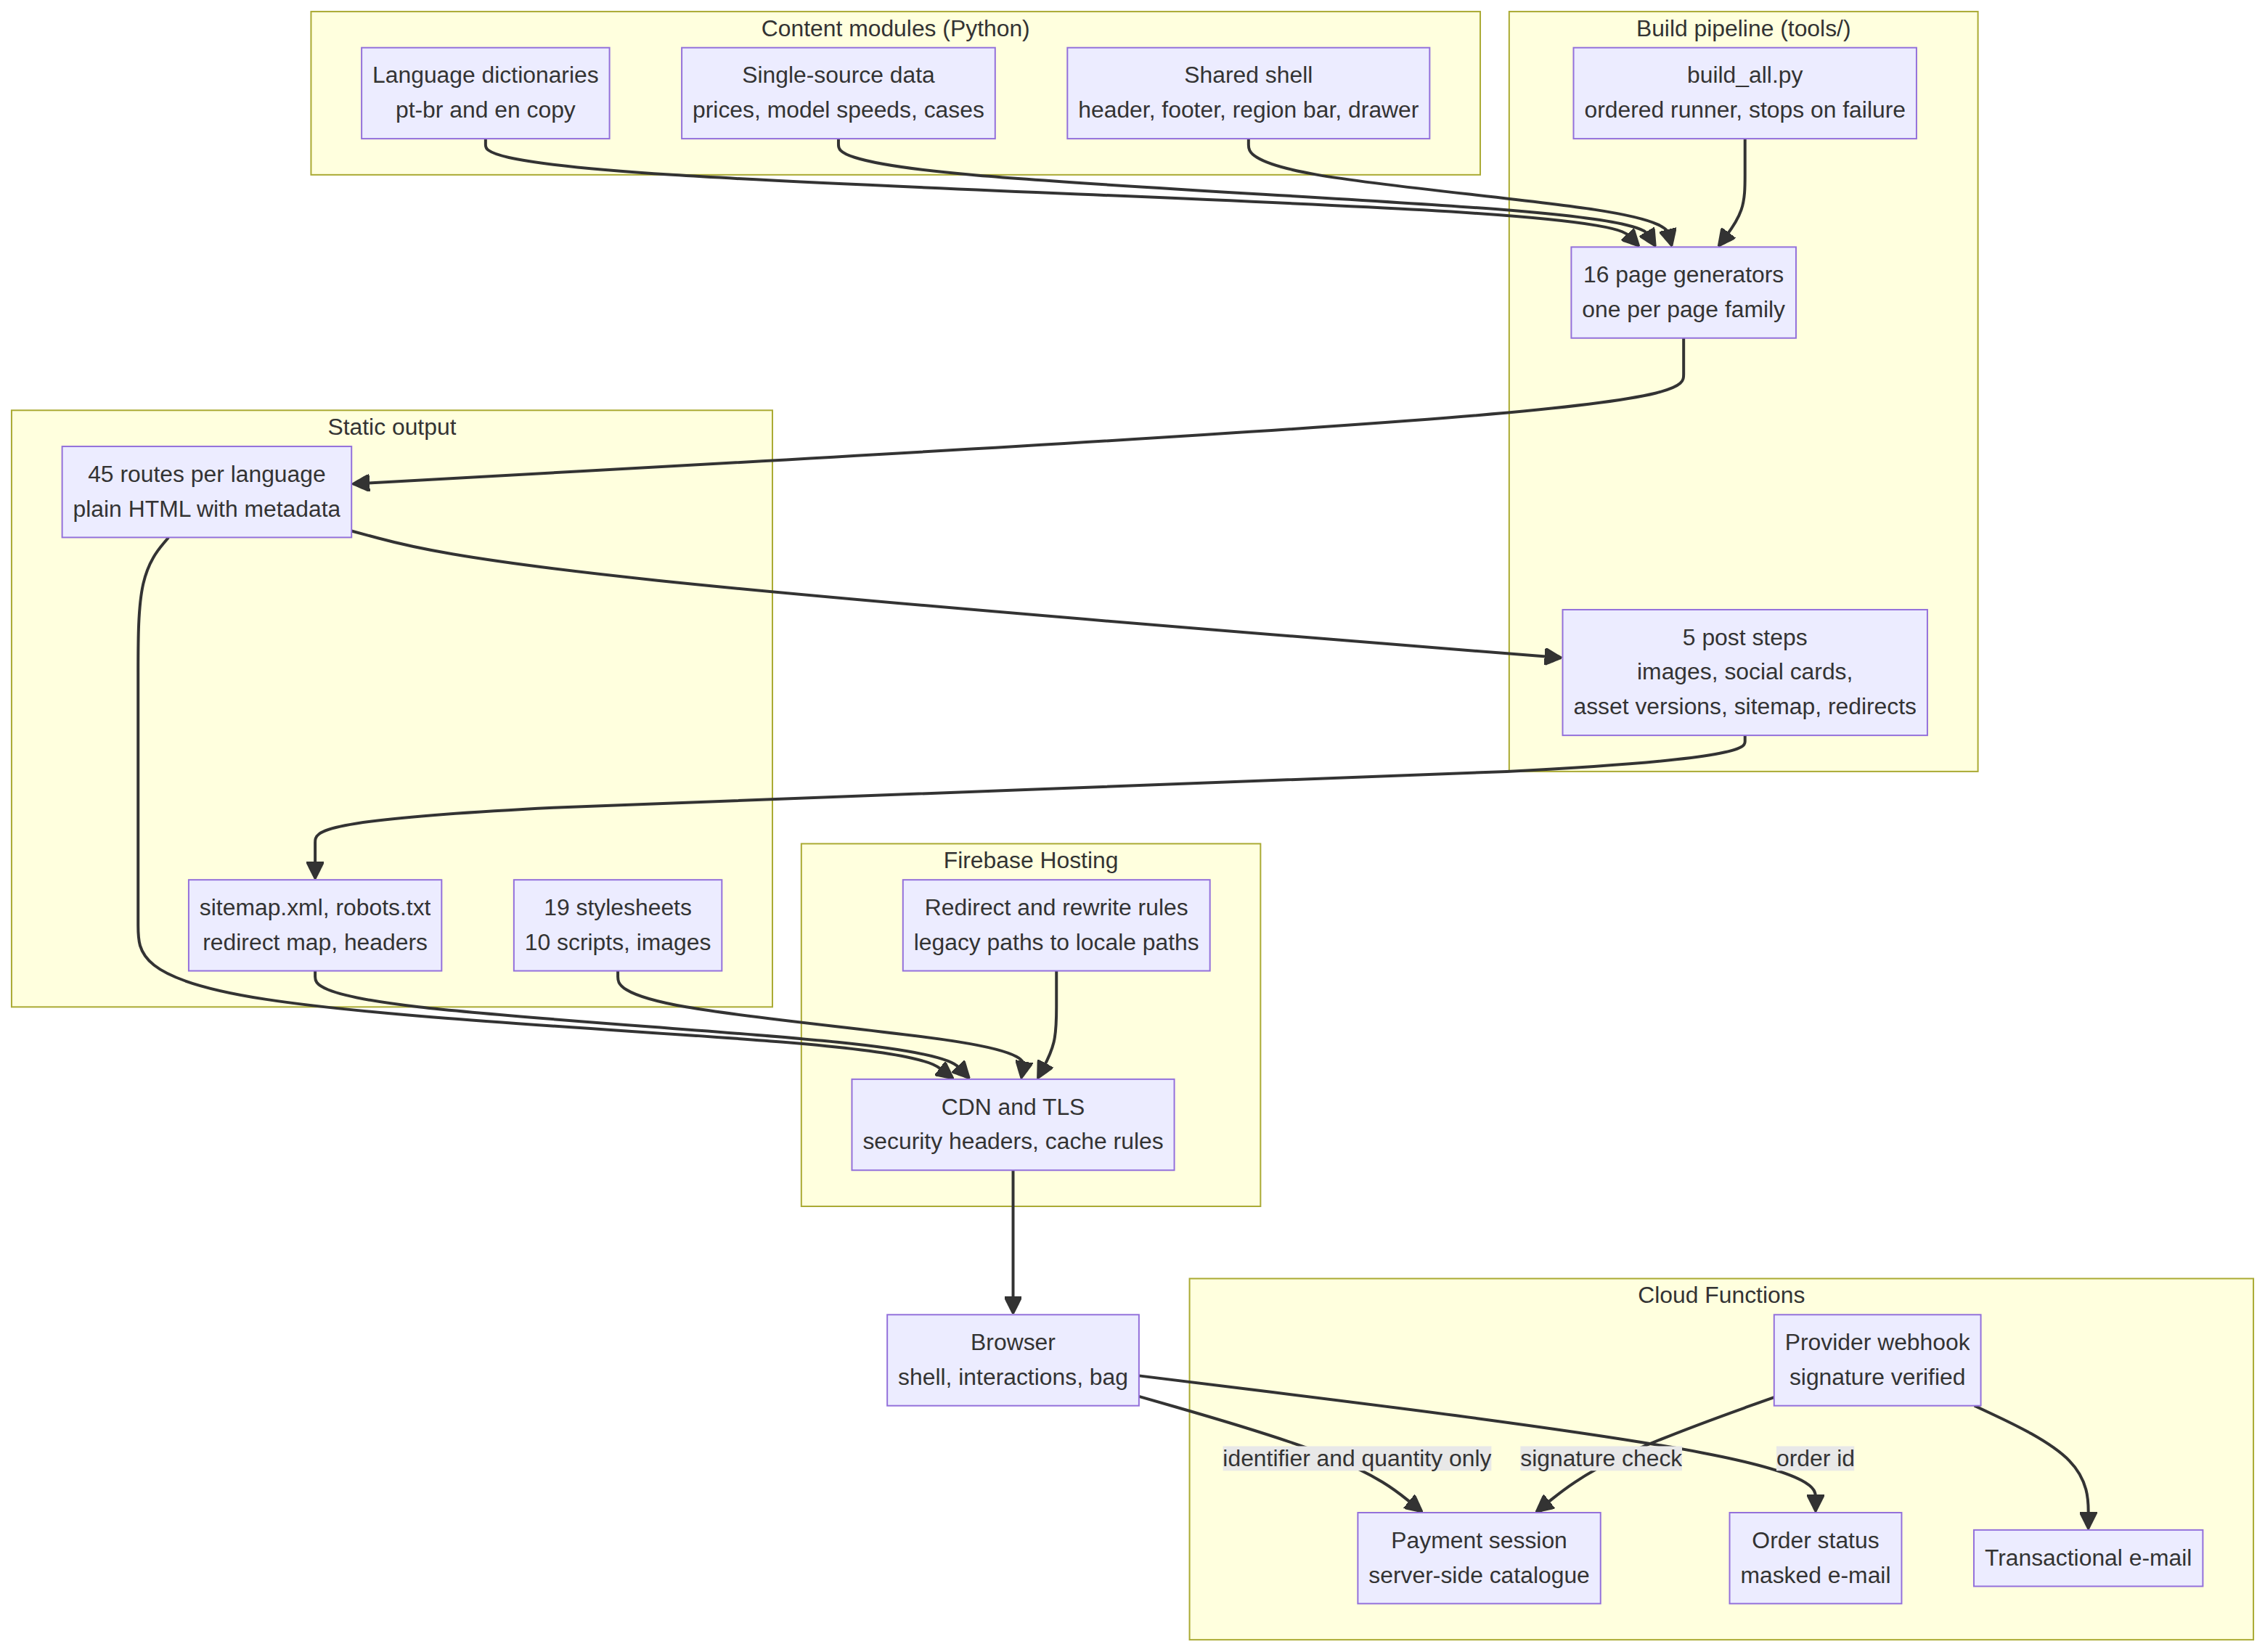 Content modules (Python)
Language dictionaries
pt-br and en copy
Single-source data
prices, model speeds, cases
Shared shell
header, footer, region bar, drawer
Build pipeline (tools/)
build_all.py
ordered runner, stops on failure
16 page generators
one per page family
Static output
45 routes per language
plain HTML with metadata
5 post steps
images, social cards,
asset versions, sitemap, redirects
sitemap.xml, robots.txt
redirect map, headers
19 stylesheets
10 scripts, images
Firebase Hosting
Redirect and rewrite rules
legacy paths to locale paths
CDN and TLS
security headers, cache rules
Browser
shell, interactions, bag
Cloud Functions
Provider webhook
signature verified
identifier and quantity only
signature check
order id
Payment session
server-side catalogue
Order status
masked e-mail
Transactional e-mail